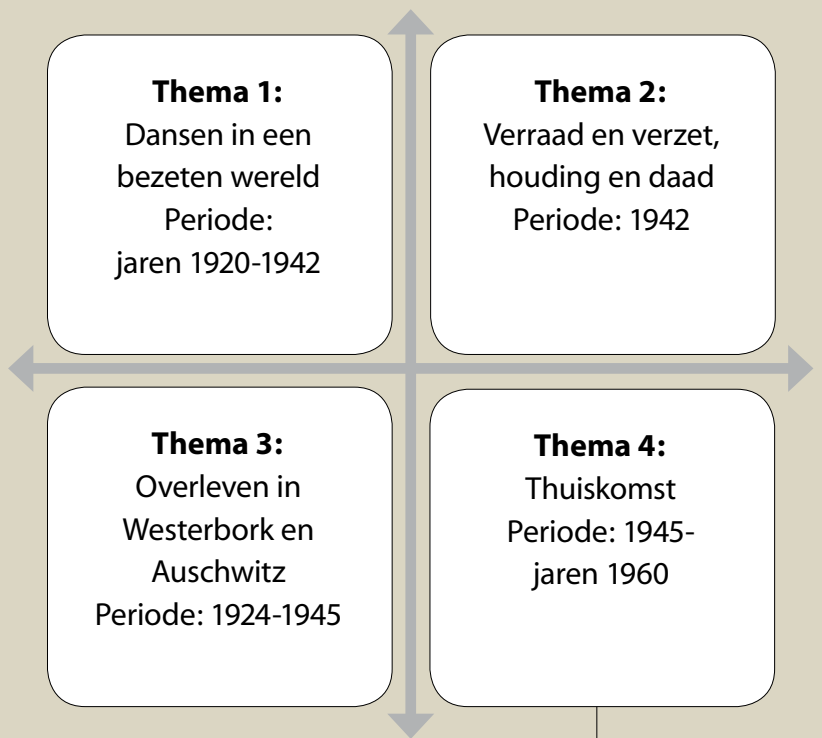 Thema 1:
Dansen in een
bezeten wereld
Periode:
jaren 1920-1942
Thema 2:
Verraad en verzet,
houding en daad
Periode: 1942
Thema 3:
Overleven in
Westerbork en
Auschwitz
Periode: 1924-1945
Thema 4:
Thuiskomst
Periode: 1945-
jaren 1960